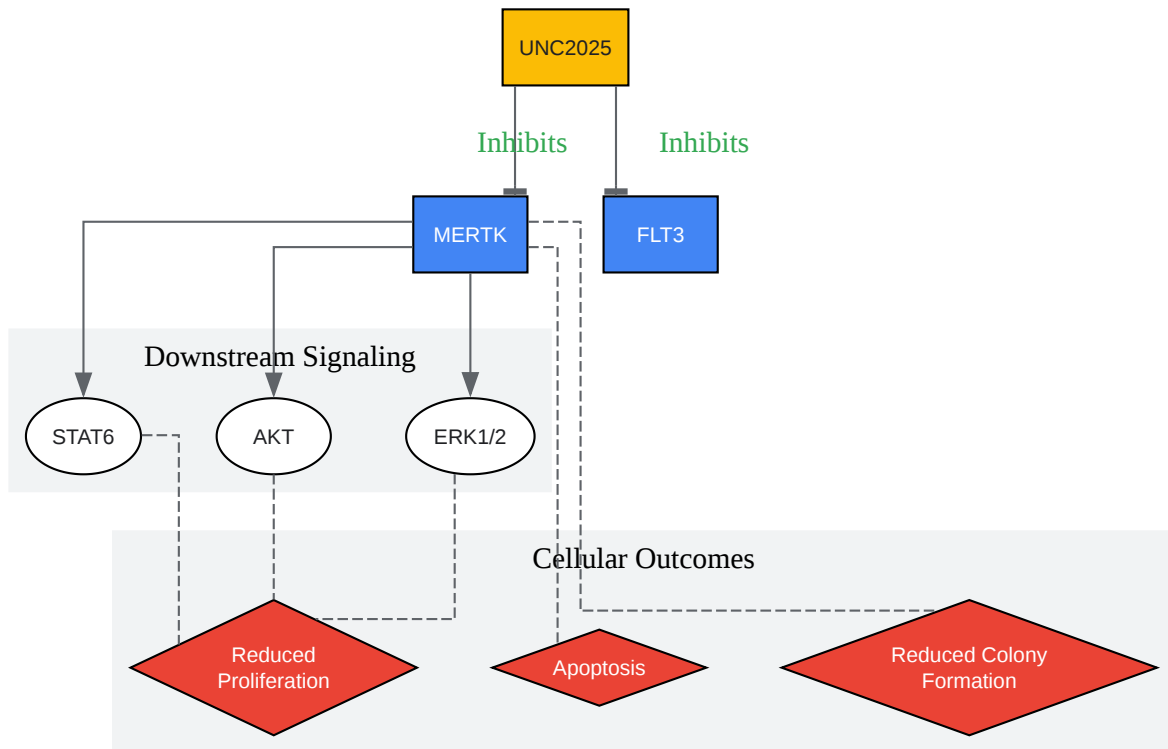 UNC2025
Inhibits
Inhibits
MERTK
FLT3
Downstream Signaling
STAT6
AKT
ERK1/2
Cellular Outcomes
Reduced
Proliferation
Apoptosis
Reduced Colony
Formation